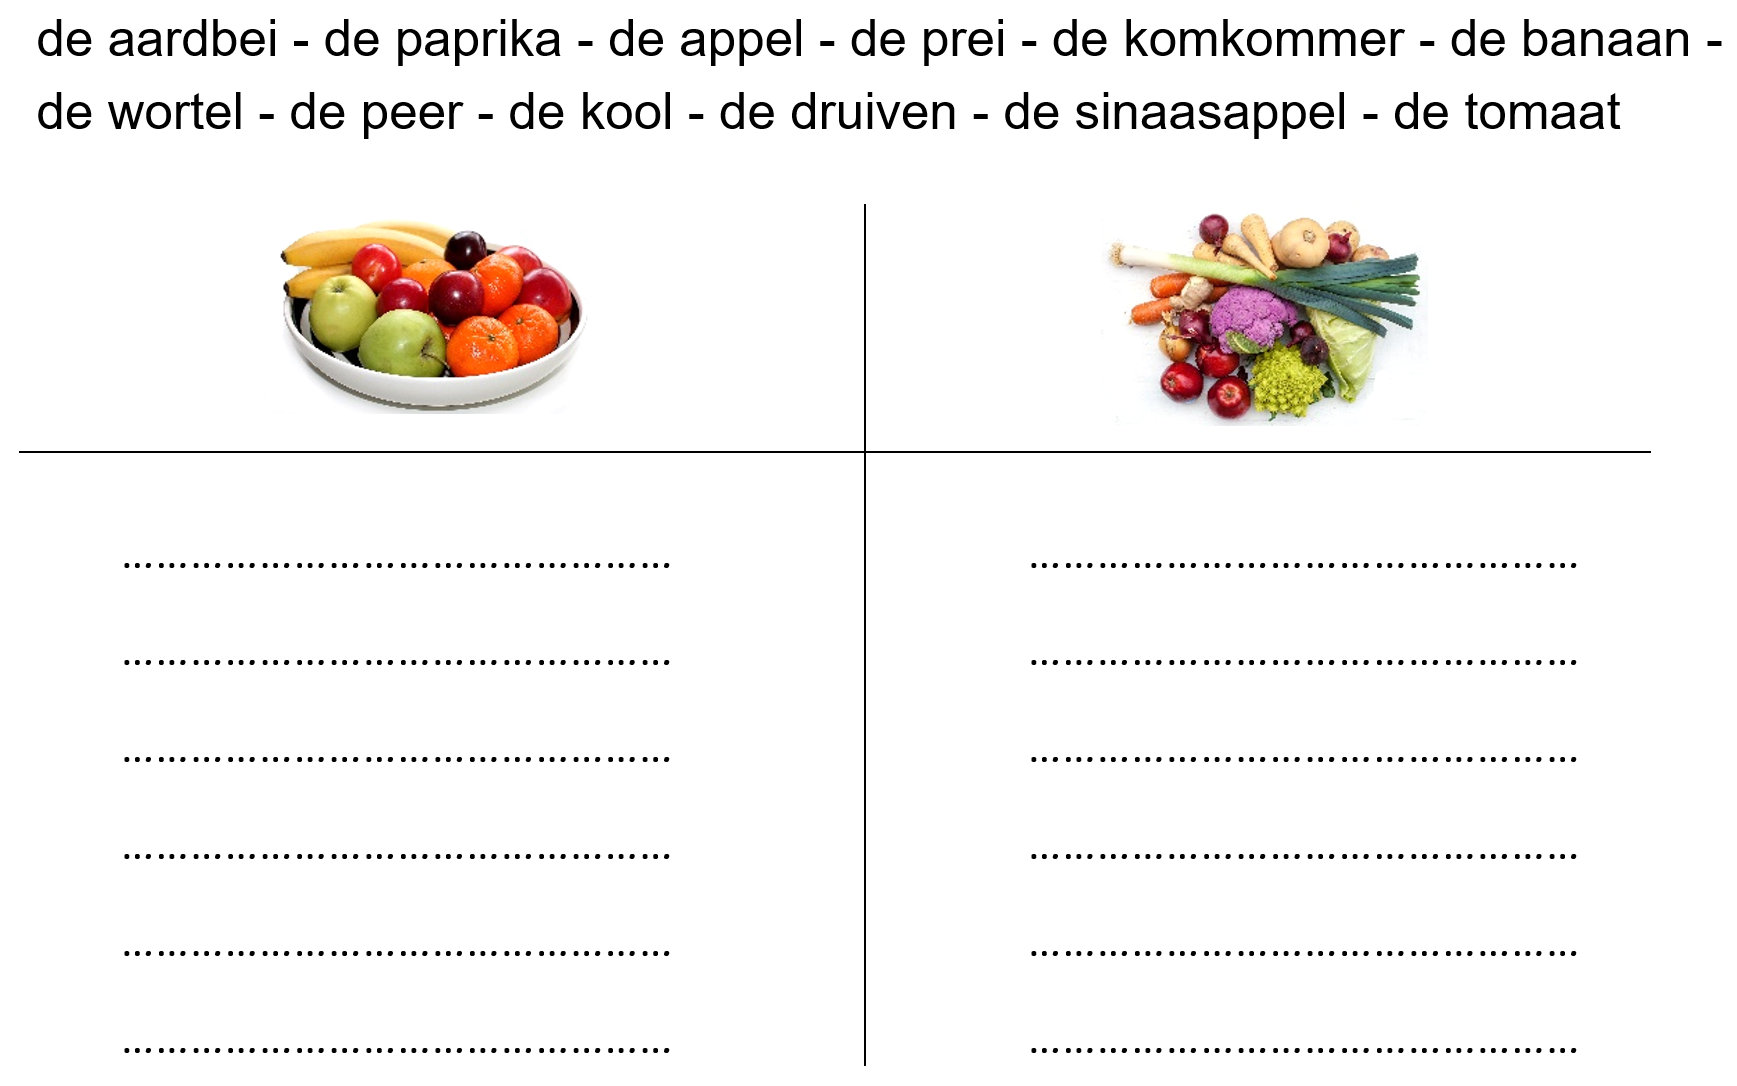 de aardbei - de paprika - de appel - de prei - de komkommer - de banaan -
de wortel - de peer - de kool - de druiven - de sinaasappel - de tomaat